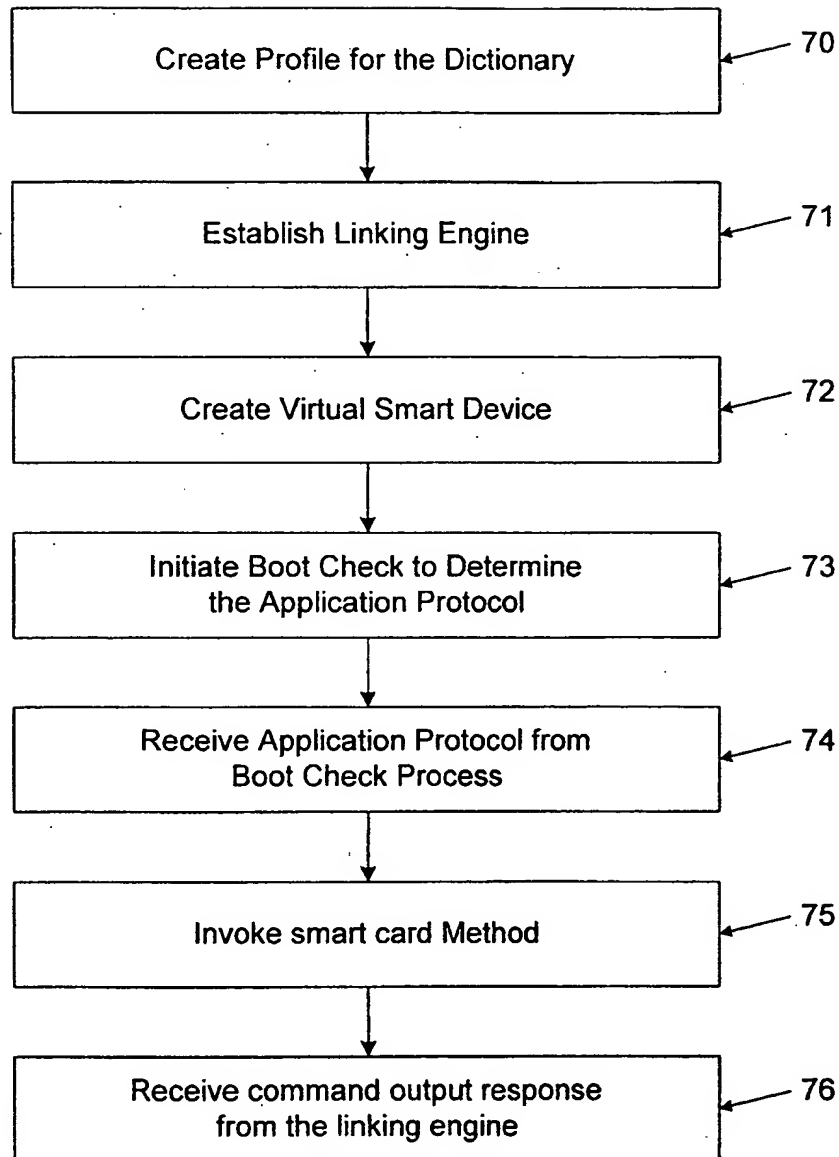 Create Profile for the Dictionary
70
Establish Linking Engine
71
Create Virtual Smart Device
72
Initiate Boot Check to Determine
the Application Protocol
73
Receive Application Protocol from
Boot Check Process
74
Invoke smart card Method
75
Receive command output response
from the linking engine
76